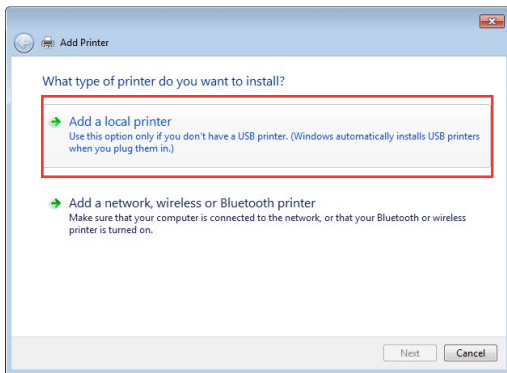 Add Printer
What type of printer do you want to install?
Add a local printer
Use this option only if you don't have a USB printer. (Windows automatically installs USB printers
when you plug them in.)
Add a network, wireless or Bluetooth printer
Make sure that your computer is connected to the network, or that your Bluetooth or wireless
printer is turned on.
Next
Cancel